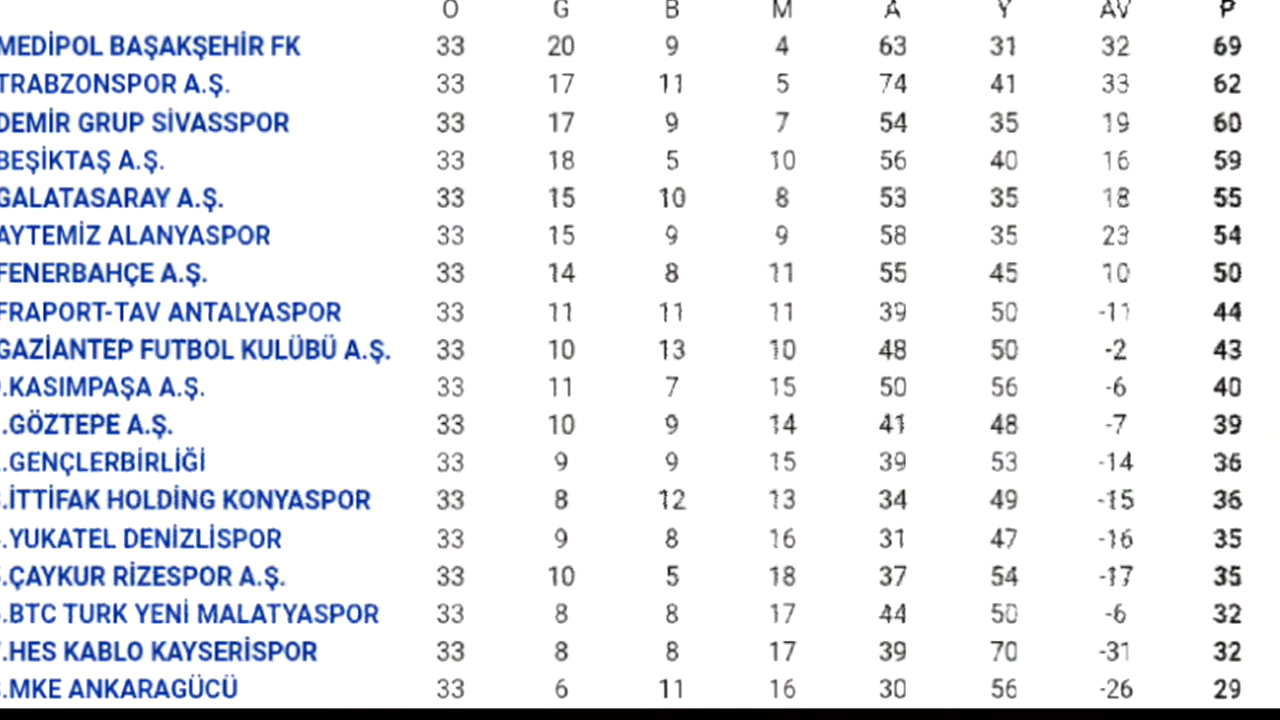 O G B M A Y AV P
MEDİPOL BAŞAKŞEHİR FK 33 20 9 4 63 31 32 69
TRABZONSPOR A.Ş. 33 17 11 5 74 41 33 62
DEMİR GRUP SİVASSPOR 33 17 9 7 54 35 19 60
BEŞİKTAŞ A.Ş. 33 18 5 10 56 40 16 59
GALATASARAY A.Ş. 33 15 10 8 53 35 18 55
AYTEMİZ ALANYASPOR 33 15 9 9 58 35 23 54
FENERBAHÇE A.Ş. 33 14 8 11 55 45 10 50
FRAPORT-TAV ANTALYASPOR 33 11 11 11 39 50 -11 44
GAZİANTEP FUTBOL KULÜBÜ A.Ş. 33 10 13 10 48 50 -2 43
.KASIMPAŞA A.Ş. 33 11 7 15 50 56 -6 40
.GÖZTEPE A.Ş. 33 10 9 14 41 48 -7 39
.GENÇLERBİRLİĞİ 33 9 9 15 39 53 -14 36
.İTTİFAK HOLDİNG KONYASPOR 33 8 12 13 34 49 -15 36
.YUKATEL DENİZLİSPOR 33 9 8 16 31 47 -16 35
.ÇAYKUR RİZESPOR A.Ş. 33 10 5 18 37 54 -17 35
.BTC TURK YENİ MALATYASPOR 33 8 8 17 44 50 -6 32
.HES KABLO KAYSERİSPOR 33 8 8 17 39 70 -31 32
.MKE ANKARAGÜCÜ 33 6 11 16 30 56 -26 29